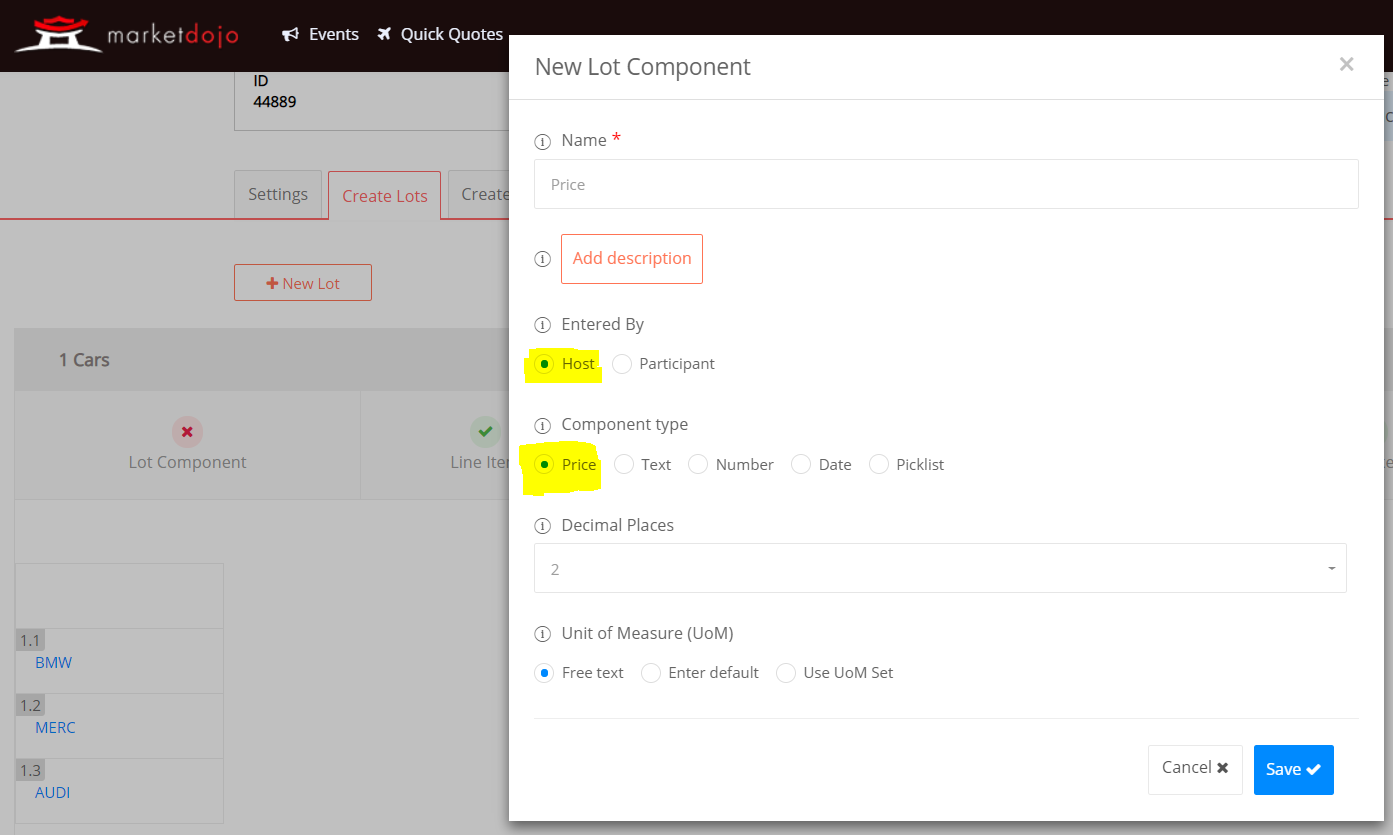 marketdojo Events Quick Quotes
New Lot Component
ID
44889
Name *
Price
Settings Create Lots Create
Add description
+ New Lot
Entered By
1 Cars
Host Participant
Component type
Lot Component Line Ite
Price Text Number Date Picklist
Decimal Places
2
Unit of Measure (UoM)
1.1
BMW
Free text Enter default Use UoM Set
1.2
MERC
1.3
AUDI
Cancel Save